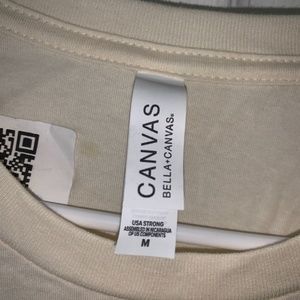 CANVAS
BELLA+CANVAS®
USA STRONG
ASSEMBLED IN NICARAGUA
OF US COMPONENTS
M